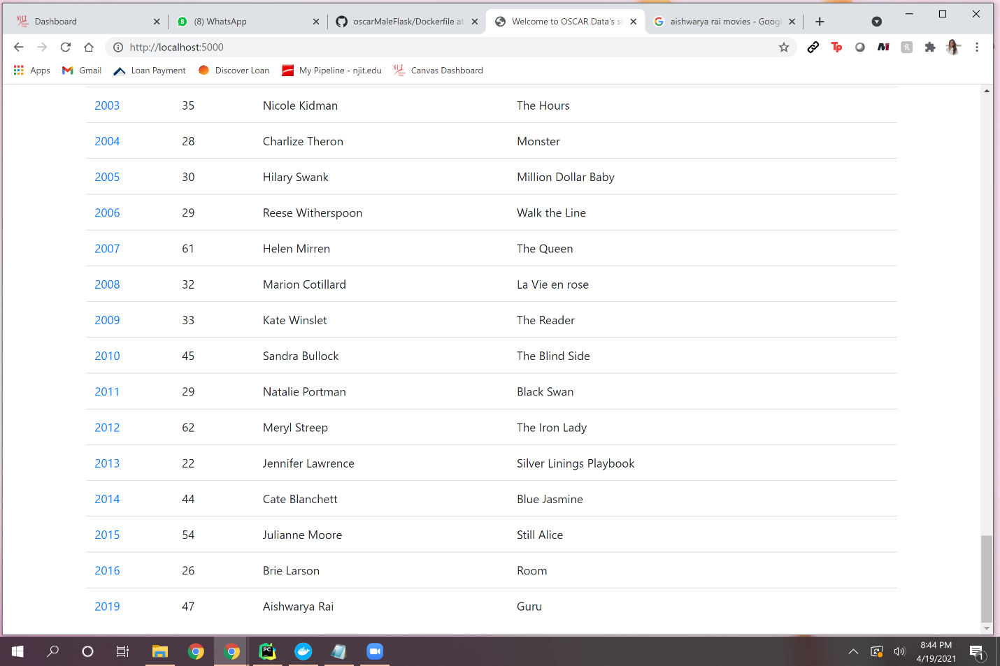 Dashboard
(8) WhatsApp
oscarMaleFlask/Dockerfile at
Welcome to OSCAR Data's si
aishwarya rai movies - Googl
http://localhost:5000
Apps
Gmail
Loan Payment
Discover Loan
My Pipeline - njit.edu
Canvas Dashboard
2003 35 Nicole Kidman The Hours
2004 28 Charlize Theron Monster
2005 30 Hilary Swank Million Dollar Baby
2006 29 Reese Witherspoon Walk the Line
2007 61 Helen Mirren The Queen
2008 32 Marion Cotillard La Vie en rose
2009 33 Kate Winslet The Reader
2010 45 Sandra Bullock The Blind Side
2011 29 Natalie Portman Black Swan
2012 62 Meryl Streep The Iron Lady
2013 22 Jennifer Lawrence Silver Linings Playbook
2014 44 Cate Blanchett Blue Jasmine
2015 54 Julianne Moore Still Alice
2016 26 Brie Larson Room
2019 47 Aishwarya Rai Guru
8:44 PM
4/19/2021
1